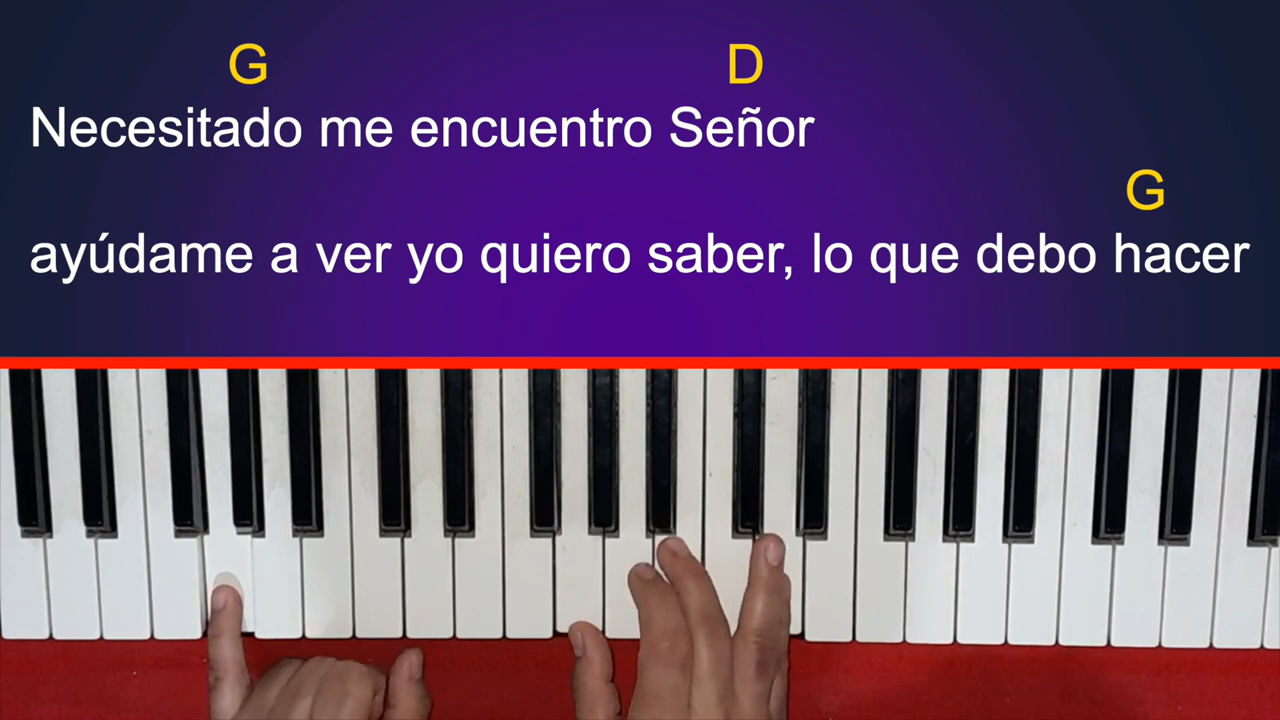 G D
Necesitado me encuentro Señor
G
ayúdame a ver yo quiero saber, lo que debo hacer